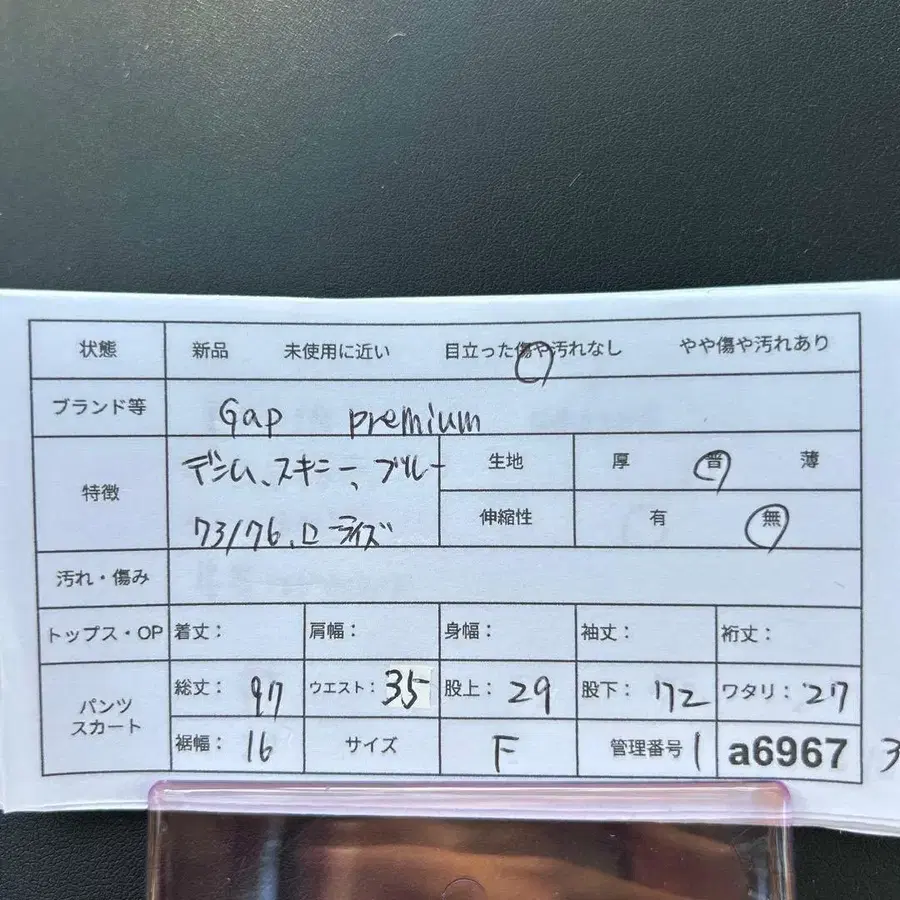 状態 新品 未使用に近い 目立った傷や汚れなし やや傷や汚れあり
ブランド等 Gap premium
特徴 デニム、スキニー、ブルー
73/76、ローライズ
生地 厚 普 薄
伸縮性 有 無
汚れ・傷み
トップス・OP 着丈: 肩幅: 身幅: 袖丈: 裄丈:
パンツ スカート 総丈: 97 ウエスト: 35 股上: 29 股下: 72 ワタリ: 27
裾幅: 16 サイズ F 管理番号 1 a6967 3